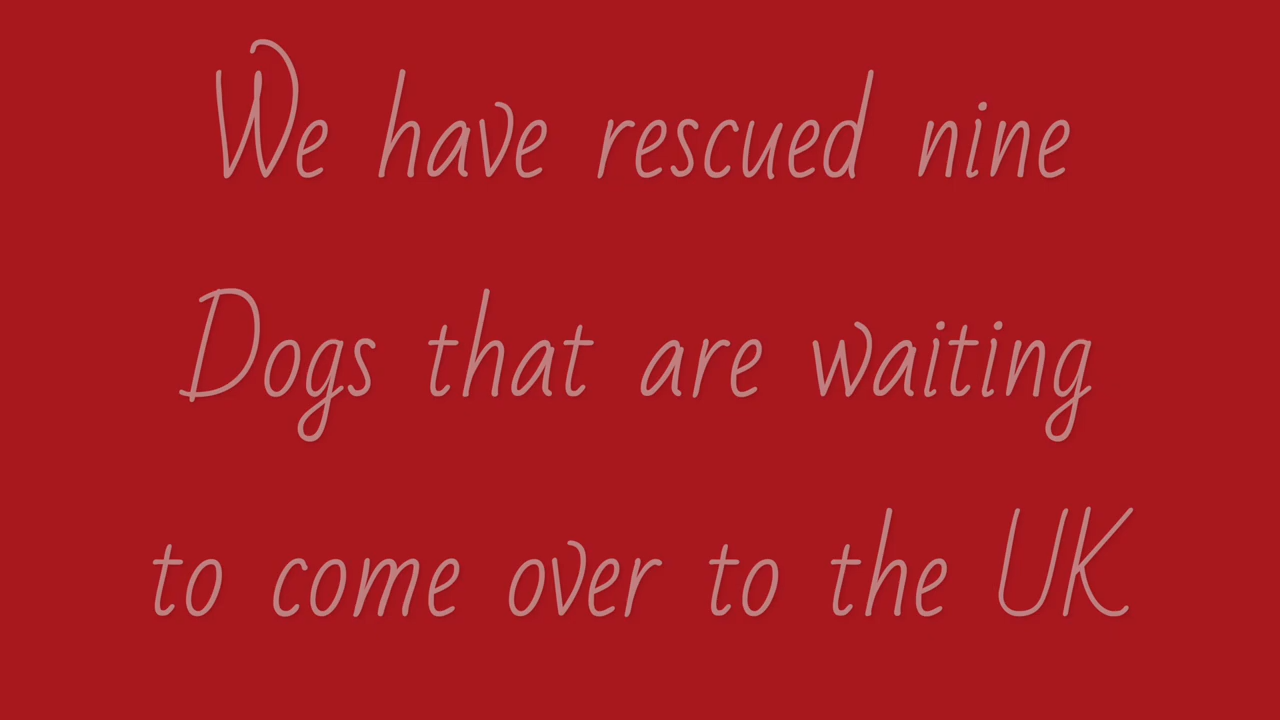 We have rescued nine
Dogs that are waiting
to come over to the UK